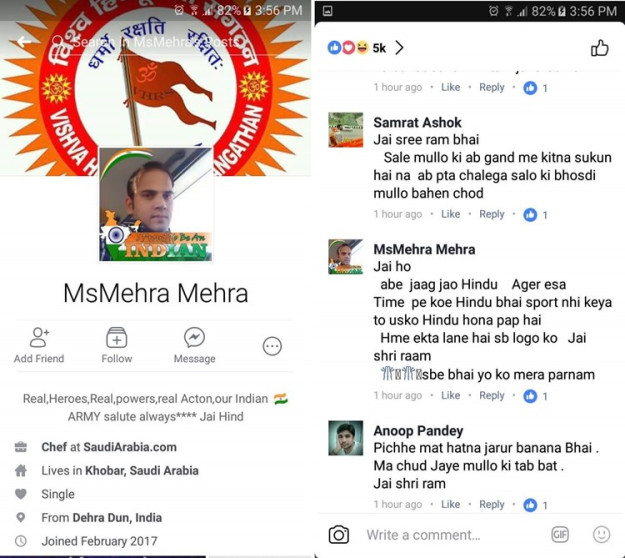 82% 3:56 PM
विश्व हिन्दू
संगठन
धर्मो रक्षति रक्षित:
Search in MsMehra's Posts
ॐ
VHRS
VISHVA H
INGATHAN
Be An
INDIAN
MsMehra Mehra
Add Friend
Follow
Message
Real,Heroes,Real,powers,real Acton,our Indian 🇮🇳
ARMY salute always**** Jai Hind
Chef at SaudiArabia.com
Lives in Khobar, Saudi Arabia
Single
From Dehra Dun, India
Joined February 2017
82% 3:56 PM
5k
1 hour ago • Like • Reply • 1
Samrat Ashok
Jai sree ram bhai
Sale mullo ki ab gand me kitna sukun
hai na ab pta chalega salo ki bhosdi
mullo bahen chod
1 hour ago • Like • Reply • 1
MsMehra Mehra
Jai ho
abe jaag jao Hindu Ager esa
Time pe koe Hindu bhai sport nhi keya
to usko Hindu hona pap hai
Hme ekta lane hai sb logo ko Jai
shri raam
sbe bhai yo ko mera parnam
1 hour ago • Like • Reply • 1
Anoop Pandey
Pichhe mat hatna jarur banana Bhai .
Ma chud Jaye mullo ki tab bat .
Jai shri ram
1 hour ago • Like • Reply • 1
Write a comment...
GIF